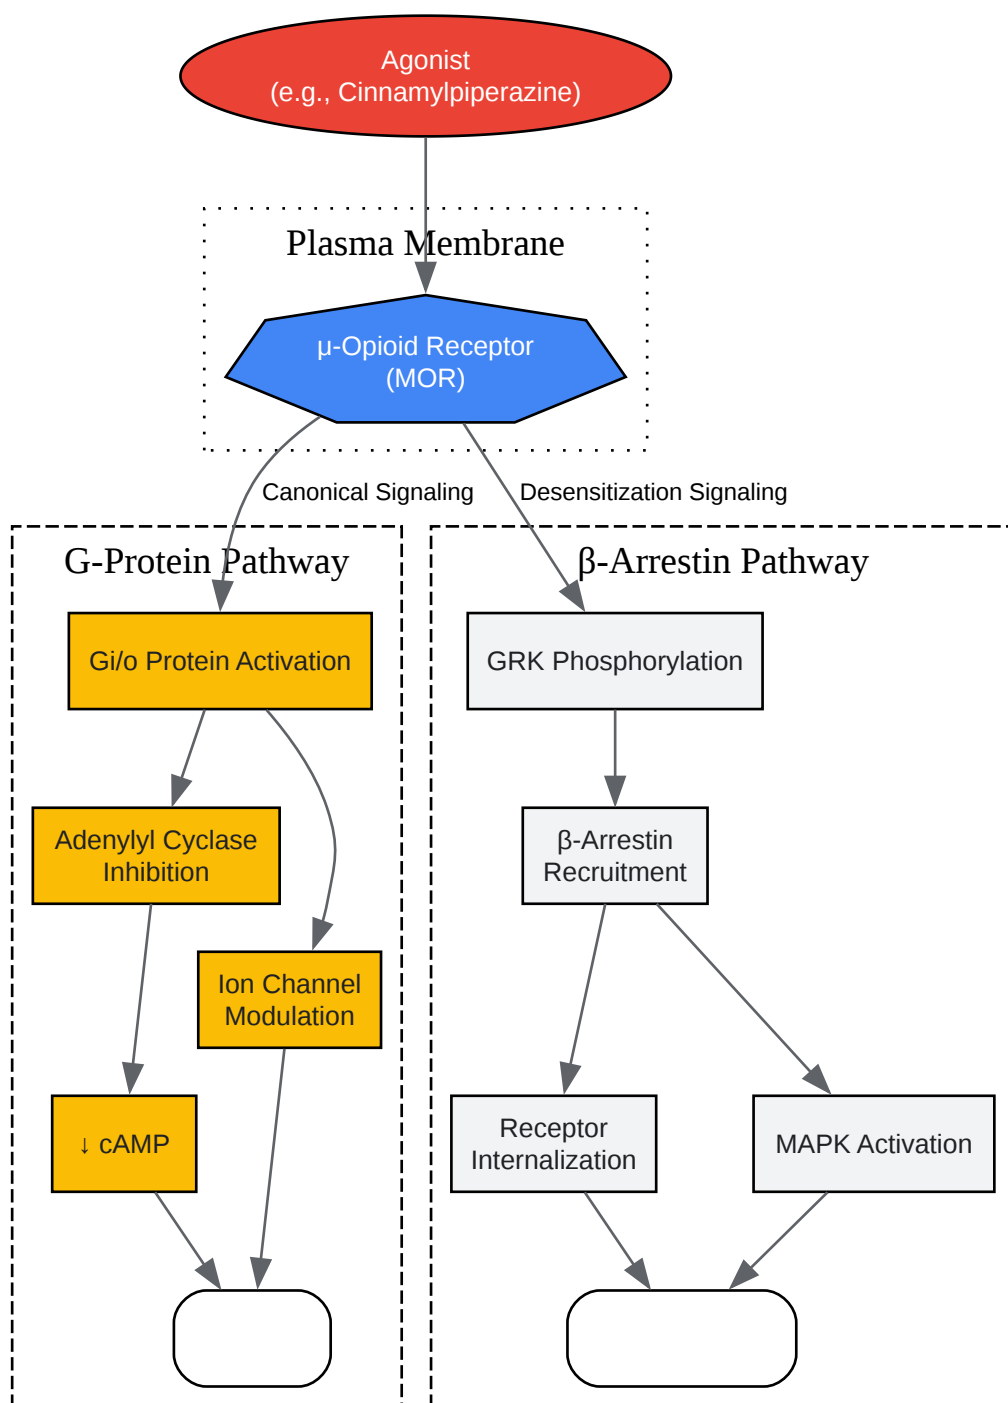 Agonist
(e.g., Cinnamylpiperazine)
Plasma Membrane
μ-Opioid Receptor
(MOR)
Canonical Signaling
Desensitization Signaling
G-Protein Pathway
β-Arrestin Pathway
Gi/o Protein Activation
GRK Phosphorylation
Adenylyl Cyclase
Inhibition
β-Arrestin
Recruitment
Ion Channel
Modulation
↓ cAMP
Receptor
Internalization
MAPK Activation